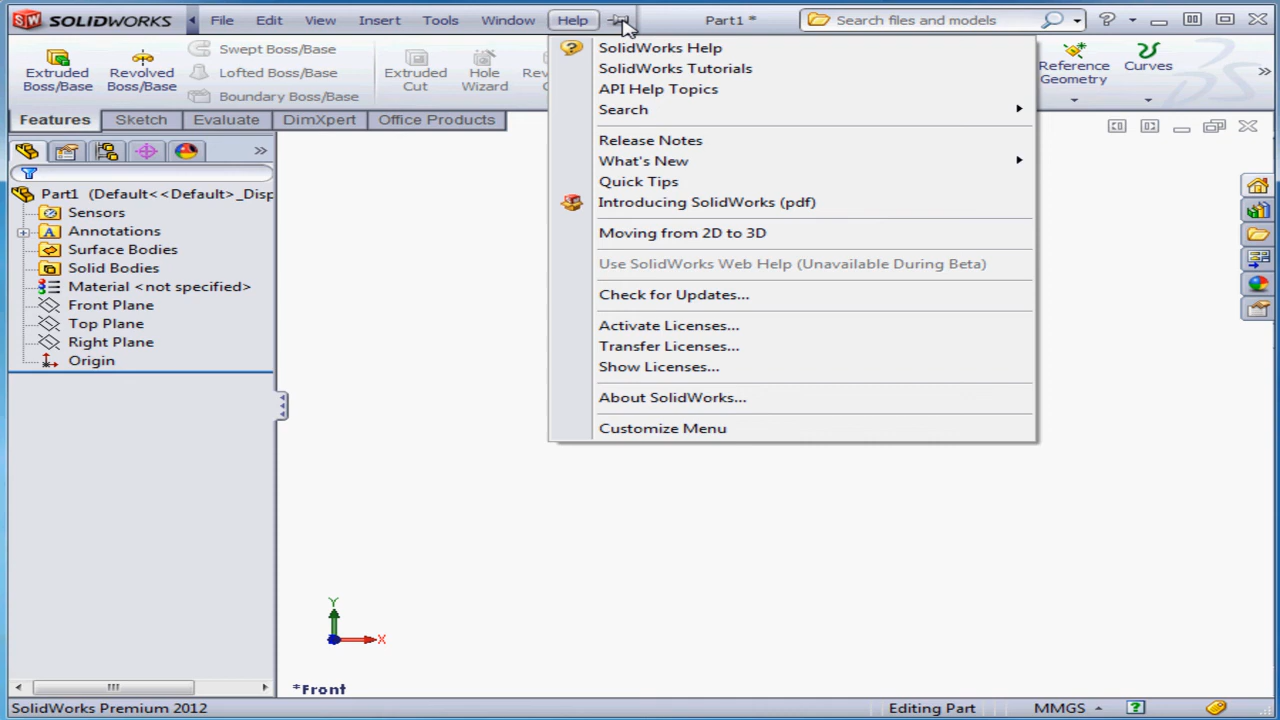 SW SOLIDWORKS File Edit View Insert Tools Window Help Part1 * Search files and models ?
Extruded Boss/Base
Revolved Boss/Base
Swept Boss/Base
Lofted Boss/Base
Boundary Boss/Base
Extruded Cut
Hole Wizard
Rev
Reference Geometry
Curves
Features Sketch Evaluate DimXpert Office Products
Part1 (Default<<Default>_Disp
Sensors
Annotations
Surface Bodies
Solid Bodies
Material <not specified>
Front Plane
Top Plane
Right Plane
Origin
SolidWorks Help
SolidWorks Tutorials
API Help Topics
Search
Release Notes
What's New
Quick Tips
Introducing SolidWorks (pdf)
Moving from 2D to 3D
Use SolidWorks Web Help (Unavailable During Beta)
Check for Updates...
Activate Licenses...
Transfer Licenses...
Show Licenses...
About SolidWorks...
Customize Menu
Y
X
*Front
SolidWorks Premium 2012 Editing Part MMGS ?